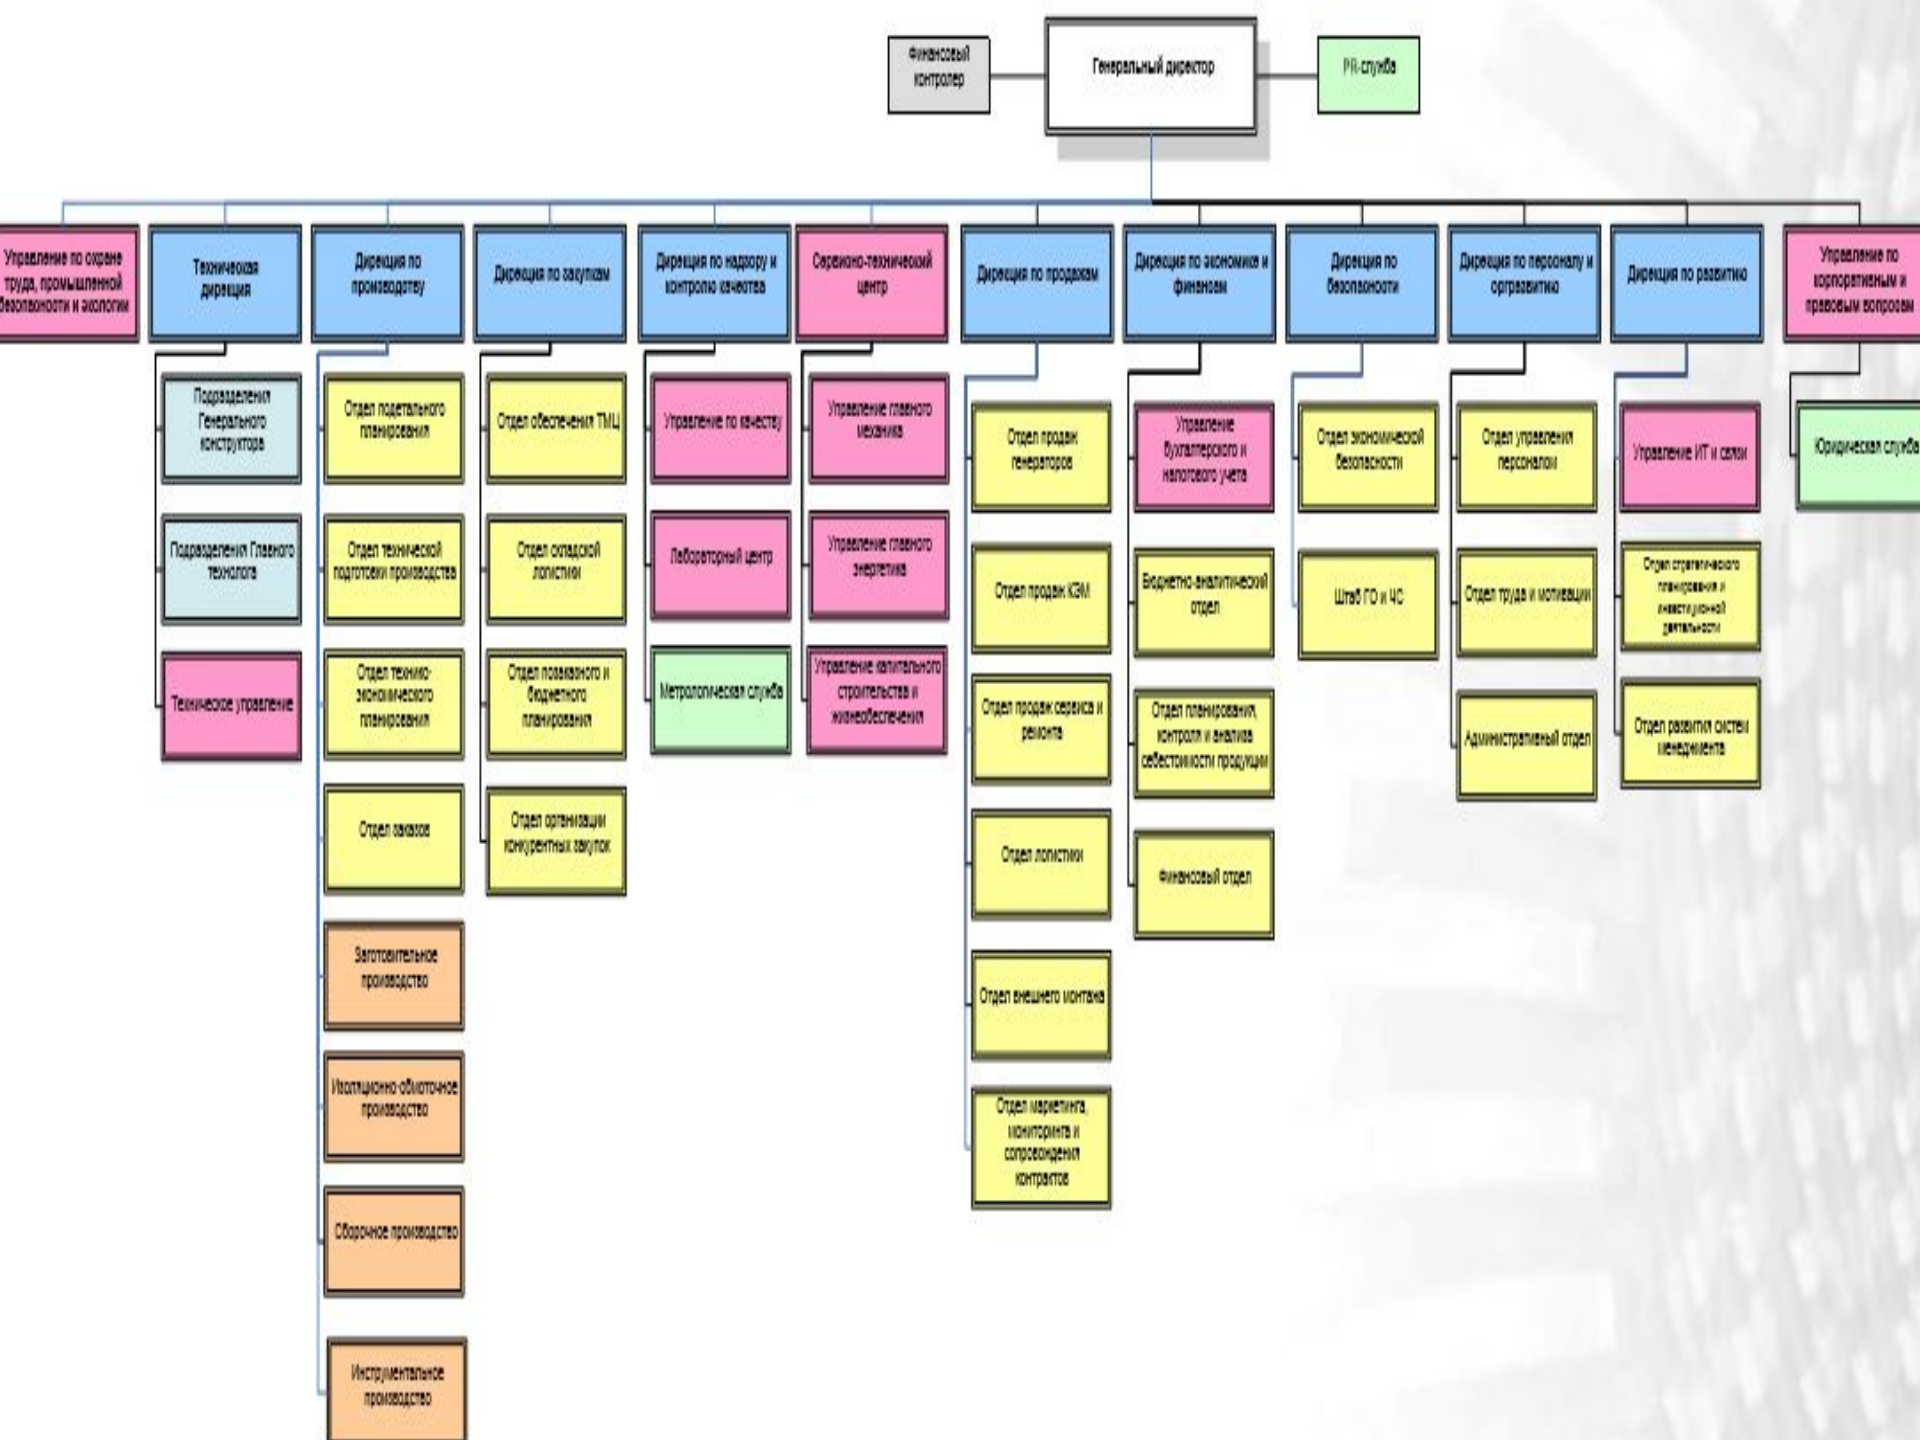 Финансовый
контролер
Генеральный директор
PR-служба
Управление по охране
труда, промышленной
безопасности и экологии
Техническая
дирекция
Дирекция по
производству
Дирекция по закупкам
Дирекция по надзору и
контролю качества
Сервисно-технический
центр
Дирекция по продажам
Дирекция по экономике и
финансам
Дирекция по
безопасности
Дирекция по персоналу и
оргразвитию
Дирекция по развитию
Управление по
корпоративным и
правовым вопросам
Подразделения
Генерального
конструктора
Подразделения Главного
технолога
Техническое управление
Отдел подетального
планирования
Отдел технической
подготовки производства
Отдел технико-
экономического
планирования
Отдел заказов
Заготовительное
производство
Изоляционно-обмоточное
производство
Сборочное производство
Инструментальное
производство
Отдел обеспечения ТМЦ
Отдел складской
логистики
Отдел позаказного и
бюджетного
планирования
Отдел организации
конкурентных закупок
Управление по качеству
Лабораторный центр
Метрологическая служба
Управление главного
механика
Управление главного
энергетика
Управление капитального
строительства и
жизнеобеспечения
Отдел продаж
генераторов
Отдел продаж КЭМ
Отдел продаж сервиса и
ремонта
Отдел логистики
Отдел внешнего монтажа
Отдел маркетинга,
мониторинга и
сопровождения
контрактов
Управление
бухгалтерского и
налогового учета
Бюджетно-аналитический
отдел
Отдел планирования,
контроля и анализа
себестоимости продукции
Финансовый отдел
Отдел экономической
безопасности
Штаб ГО и ЧС
Отдел управления
персоналом
Отдел труда и мотивации
Административный отдел
Управление ИТ и связи
Отдел стратегического
планирования и
инвестиционной
деятельности
Отдел развития систем
менеджмента
Юридическая служба